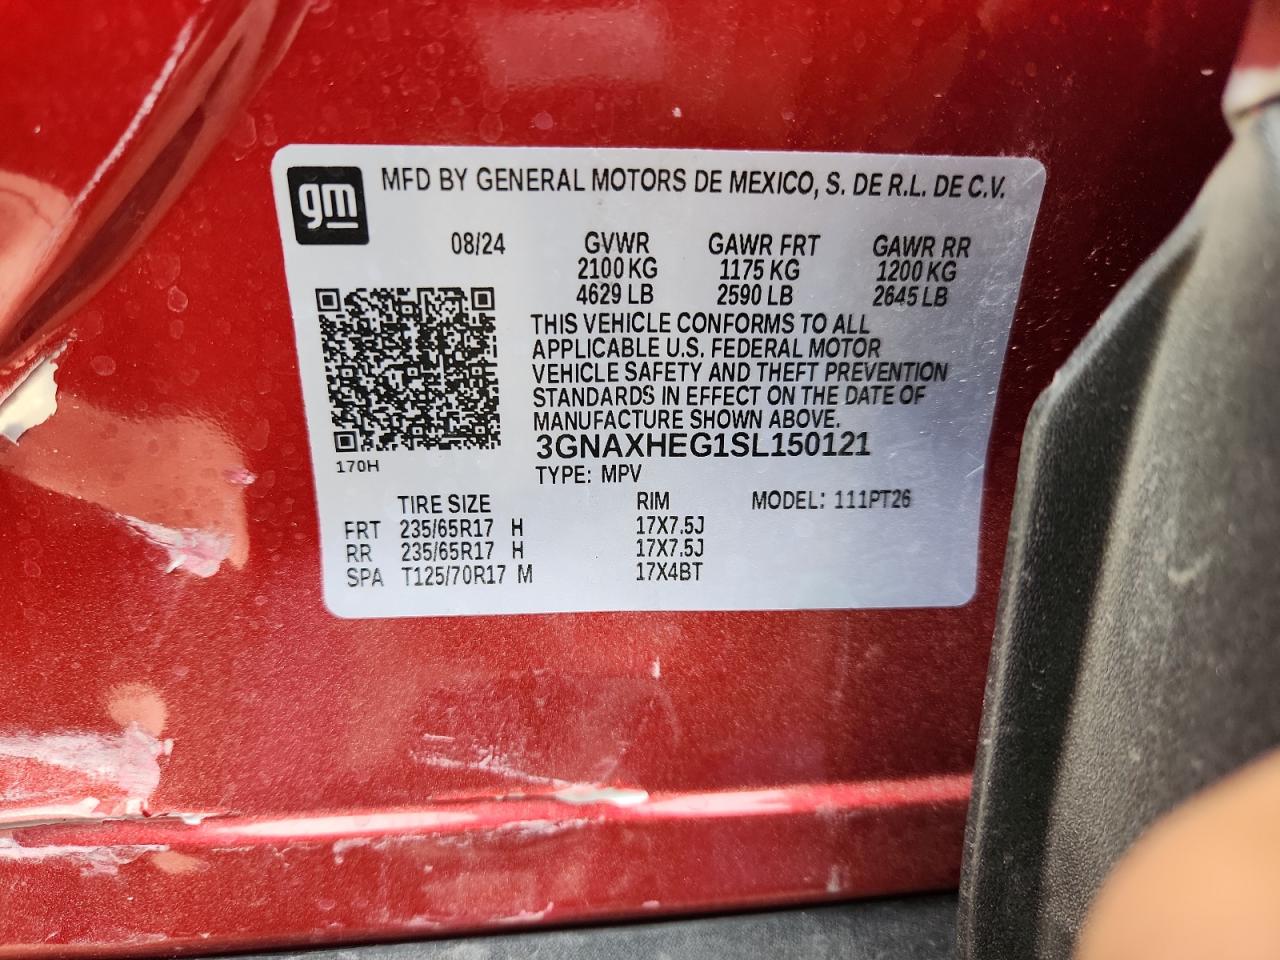 gm
MFD BY GENERAL MOTORS DE MEXICO, S. DE R.L. DE C.V.
08/24 GVWR GAWR FRT GAWR RR
2100 KG 1175 KG 1200 KG
4629 LB 2590 LB 2645 LB
THIS VEHICLE CONFORMS TO ALL
APPLICABLE U.S. FEDERAL MOTOR
VEHICLE SAFETY AND THEFT PREVENTION
STANDARDS IN EFFECT ON THE DATE OF
MANUFACTURE SHOWN ABOVE.
3GNAXHEG1SL150121
170H
TYPE: MPV
TIRE SIZE RIM MODEL: 111PT26
FRT 235/65R17 H 17X7.5J
RR 235/65R17 H 17X7.5J
SPA T125/70R17 M 17X4BT